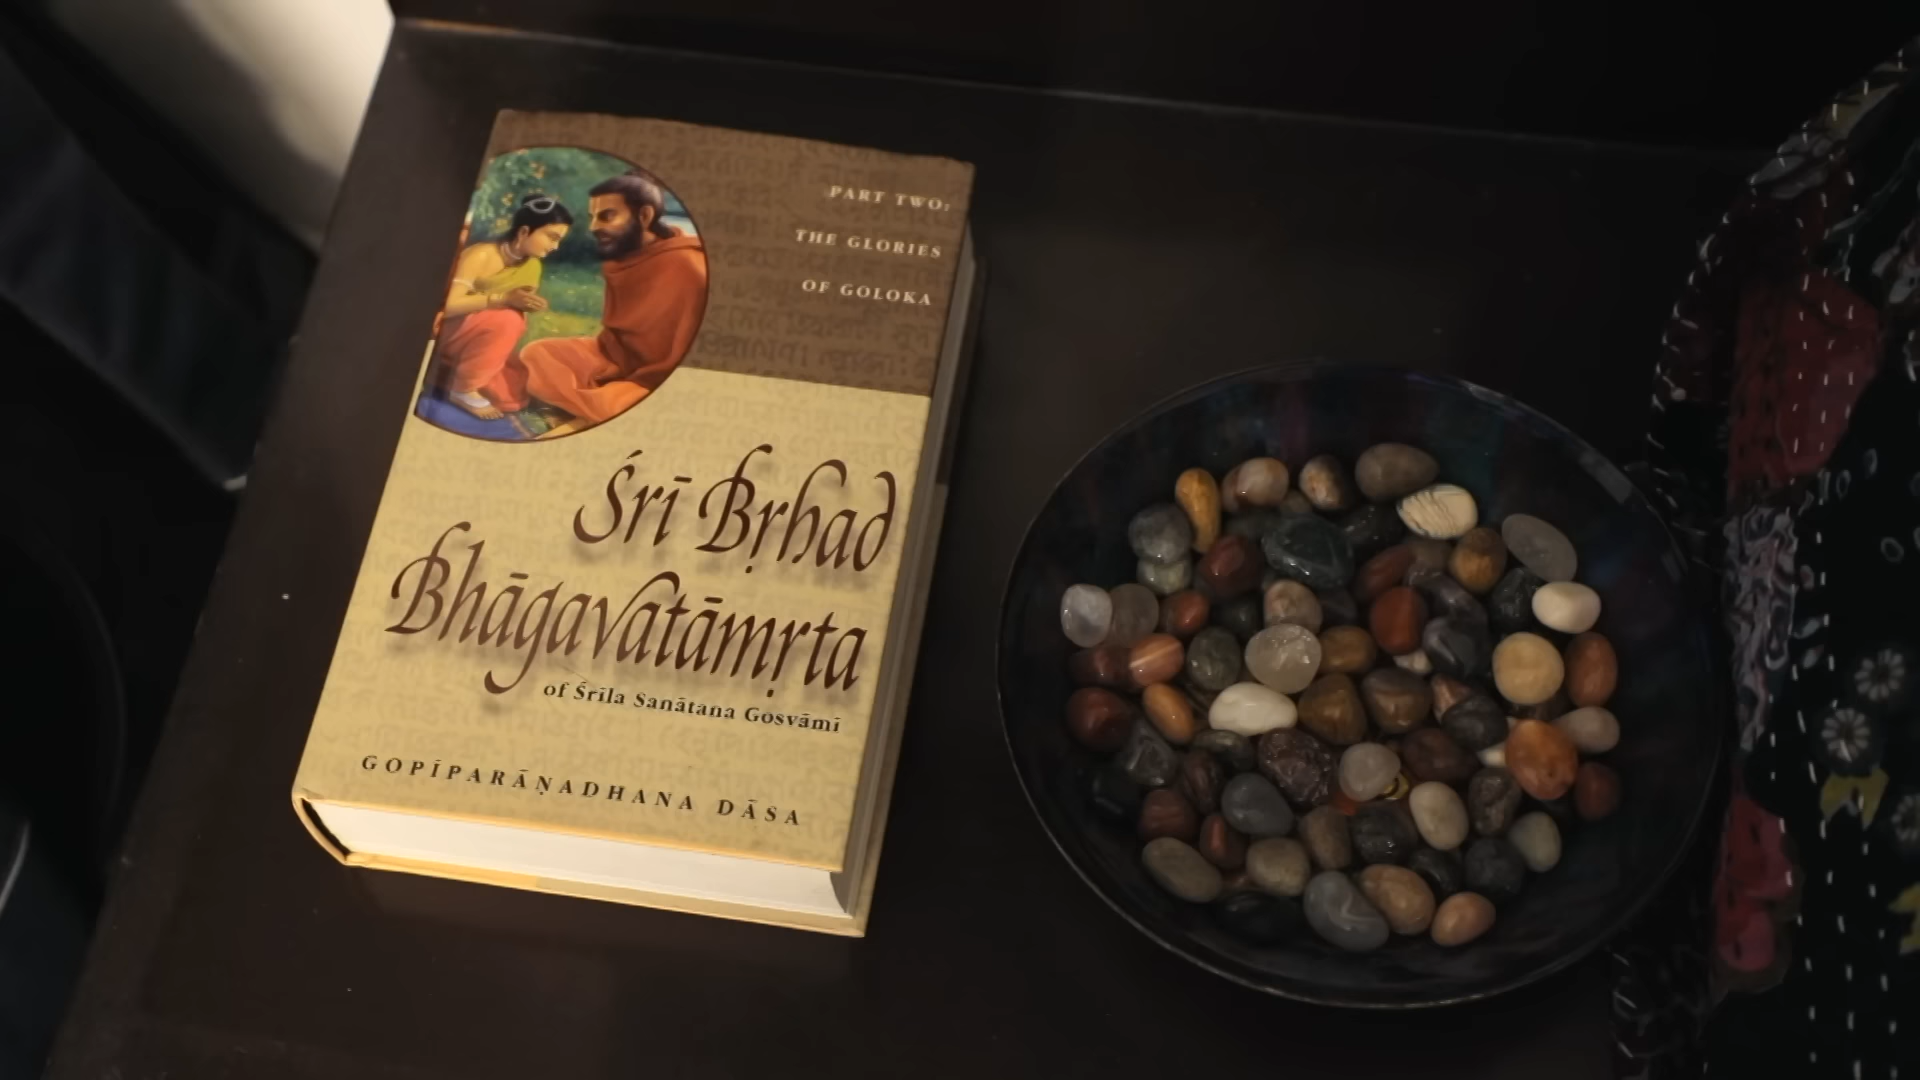 PART TWO:
THE GLORIES
OF GOLOKA
Śrī Bṛhad
Bhāgavatāmṛta
of Śrīla Sanātana Gosvāmī
GOPĪPARĀṆADHANA DĀSA